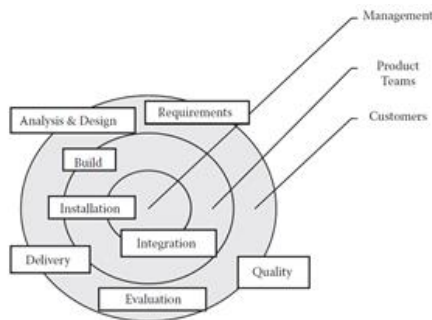 Management
Product
Teams
Customers
Requirements
Analysis & Design
Build
Installation
Integration
Delivery
Quality
Evaluation